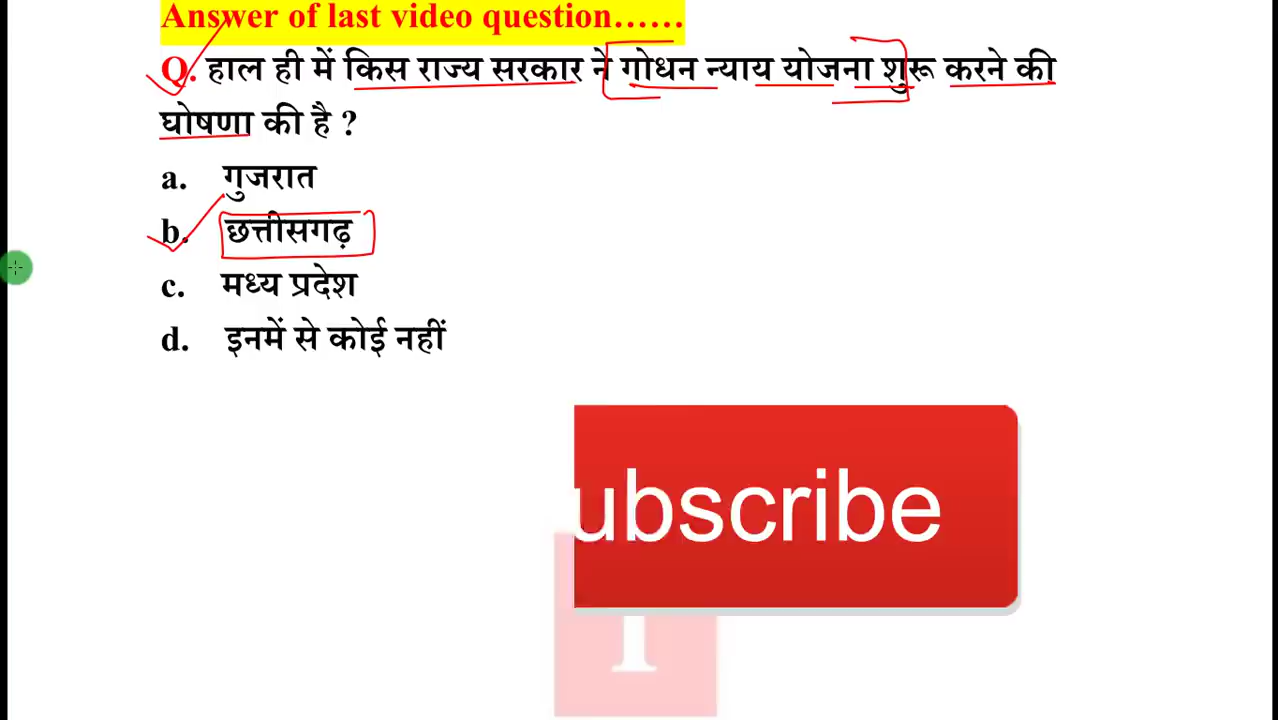 Answer of last video question……
Q. हाल ही में किस राज्य सरकार ने गोधन न्याय योजना शुरू करने की
घोषणा की है ?
a. गुजरात
b. छत्तीसगढ़
c. मध्य प्रदेश
d. इनमें से कोई नहीं
ubscribe